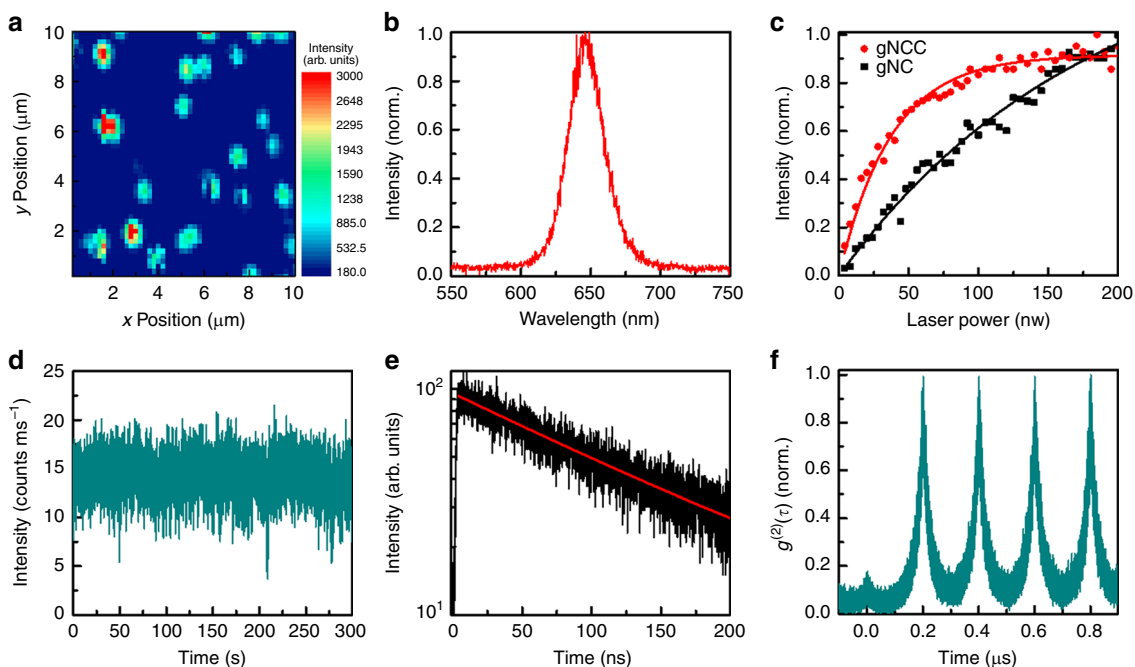 a
10
8
6
4
2
y Position (μm)
2 4 6 8 10
x Position (μm)
Intensity
(arb. units)
3000
2648
2295
1943
1590
1238
885.0
532.5
180.0
b
1.0
0.8
0.6
0.4
0.2
0.0
Intensity (norm.)
550 600 650 700 750
Wavelength (nm)
c
1.0
0.8
0.6
0.4
0.2
0.0
Intensity (norm.)
gNCC
gNC
0 50 100 150 200
Laser power (nw)
d
25
20
15
10
5
0
Intensity (counts ms⁻¹)
0 50 100 150 200 250 300
Time (s)
e
10²
10¹
Intensity (arb. units)
0 50 100 150 200
Time (ns)
f
1.0
0.8
0.6
0.4
0.2
0.0
g⁽²⁾(τ) (norm.)
0.0 0.2 0.4 0.6 0.8
Time (μs)